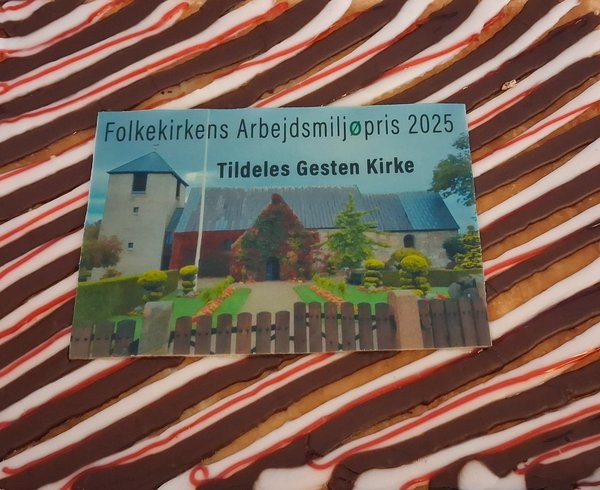 Folkekirkens Arbejdsmiljøpris 2025
Tildeles Gesten Kirke